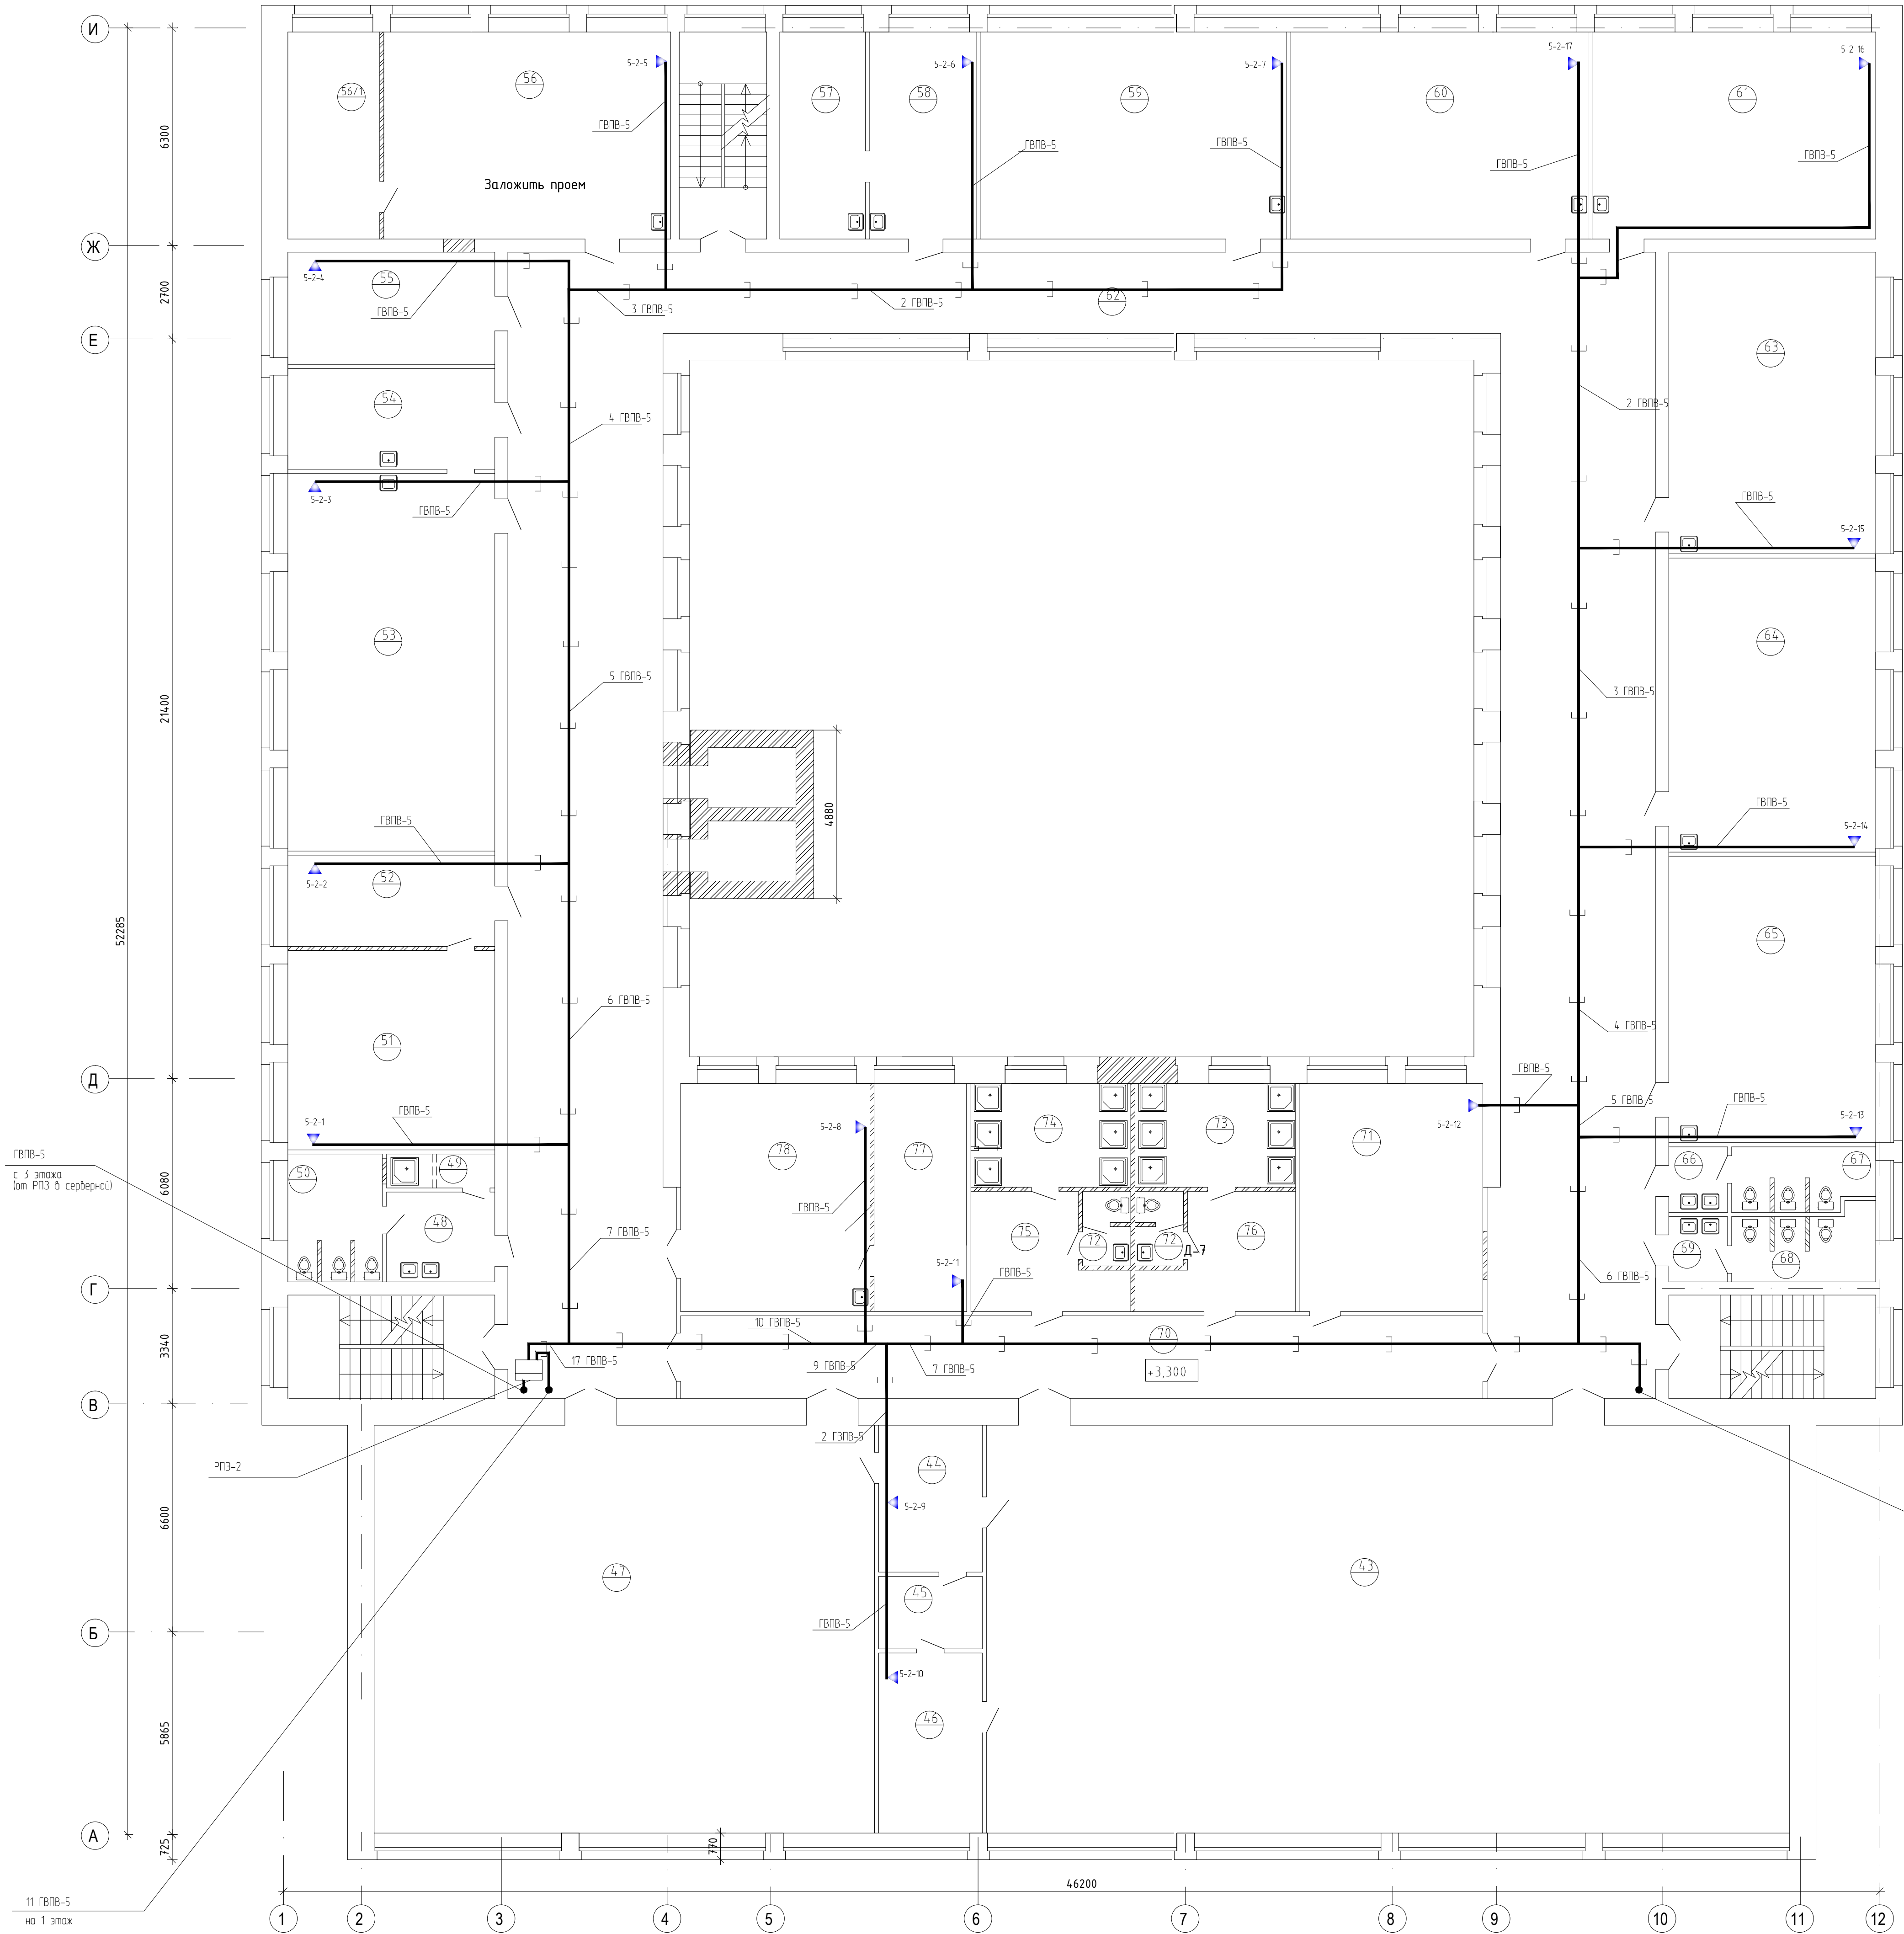 И
56/1
56
5-2-5
57
58
5-2-6
59
5-2-7
60
5-2-17
61
5-2-16
6300
ГВПВ-5
ГВПВ-5
ГВПВ-5
ГВПВ-5
ГВПВ-5
Заложить проем
Ж
5-2-4
55
2700
ГВПВ-5
3 ГВПВ-5
2 ГВПВ-5
62
Е
63
54
4 ГВПВ-5
2 ГВПВ-5
5-2-3
ГВПВ-5
ГВПВ-5
5-2-15
53
64
21400
5 ГВПВ-5
3 ГВПВ-5
4880
ГВПВ-5
ГВПВ-5
5-2-14
5-2-2
52
52285
65
6 ГВПВ-5
4 ГВПВ-5
51
Д
ГВПВ-5
5-2-1
ГВПВ-5
5-2-8
5-2-12
5 ГВПВ-5
ГВПВ-5
5-2-13
74
73
71
78
77
ГВПВ-5
с 3 этажа
(от РПЭ в серверной)
50
49
66
67
6080
48
7 ГВПВ-5
ГВПВ-5
75
72
72
Д-7
76
69
68
5-2-11
ГВПВ-5
6 ГВПВ-5
Г
3340
10 ГВПВ-5
70
17 ГВПВ-5
9 ГВПВ-5
7 ГВПВ-5
+3,300
В
2 ГВПВ-5
РПЭ-2
44
5-2-9
6600
47
43
45
ГВПВ-5
Б
5-2-10
46
5865
А
725
770
46200
11 ГВПВ-5
на 1 этаж
1
2
3
4
5
6
7
8
9
10
11
12